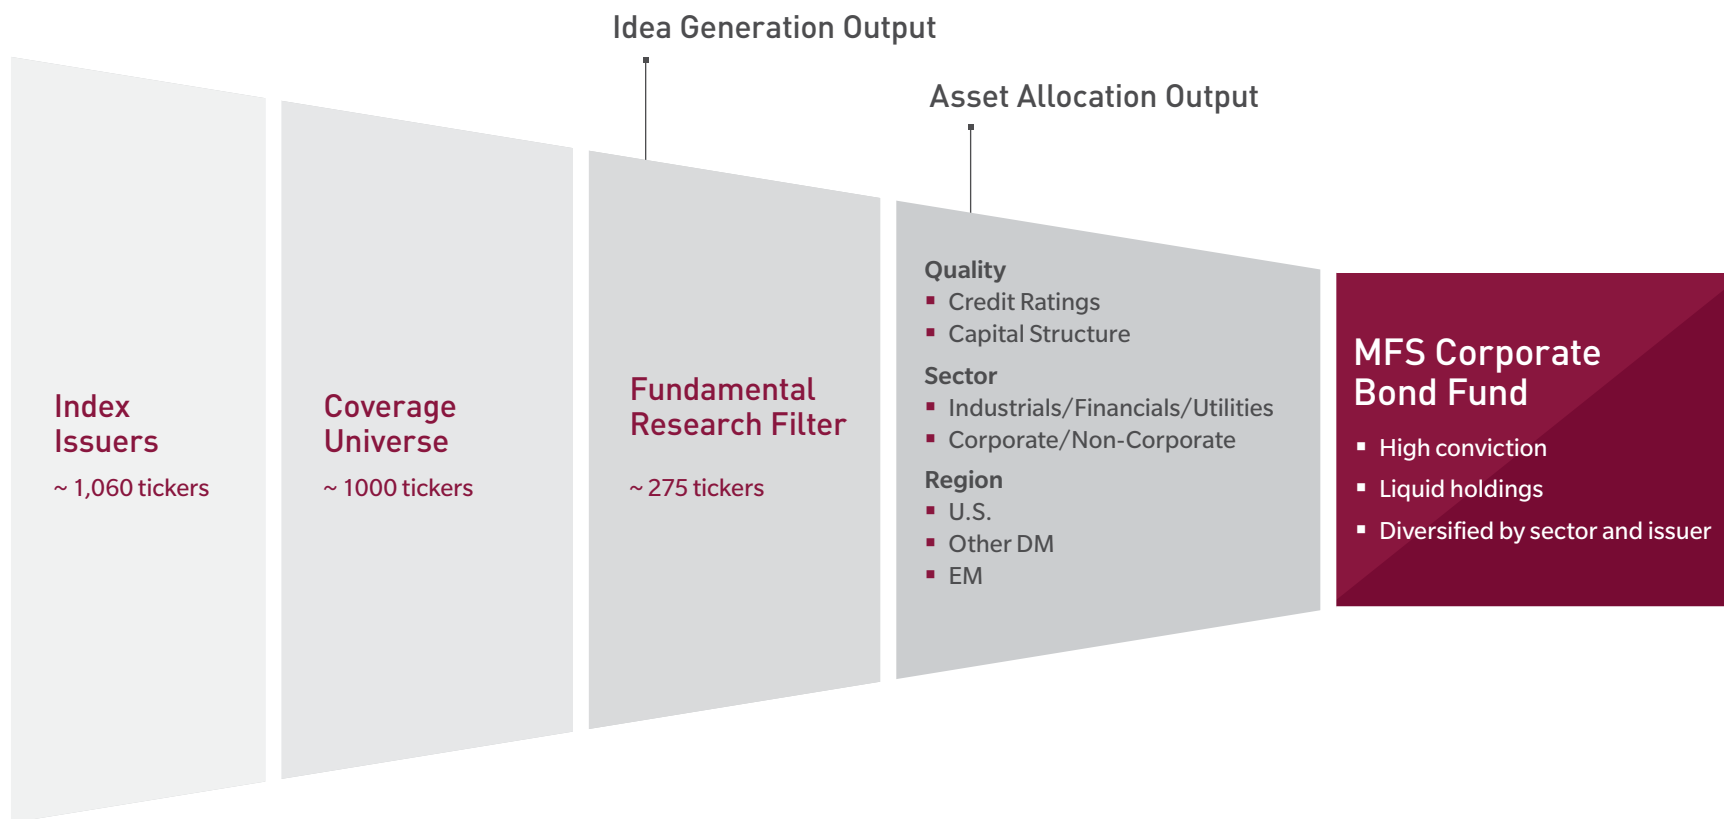 Idea Generation Output
Asset Allocation Output
Index
Issuers
~ 1,060 tickers
Coverage
Universe
~ 1000 tickers
Fundamental
Research Filter
~ 275 tickers
Quality
▪ Credit Ratings
▪ Capital Structure
Sector
▪ Industrials/Financials/Utilities
▪ Corporate/Non-Corporate
Region
▪ U.S.
▪ Other DM
▪ EM
MFS Corporate
Bond Fund
▪ High conviction
▪ Liquid holdings
▪ Diversified by sector and issuer